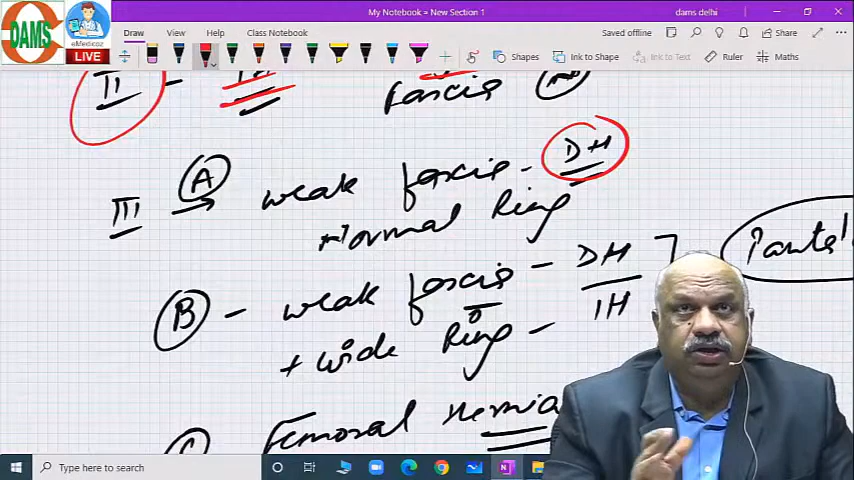 DAMS
eMedicoz
LIVE
My Notebook = New Section 1
dams delhi
Draw View Help Class Notebook
Saved offline Share
Shapes Ink to Shape Ink to Text Ruler Maths
II - IH fascia
III → A weak fascia - DH
+ normal Ring
B - weak fascia - DH
+ wide Ring - IH
C Femoral Hernia
Type here to search